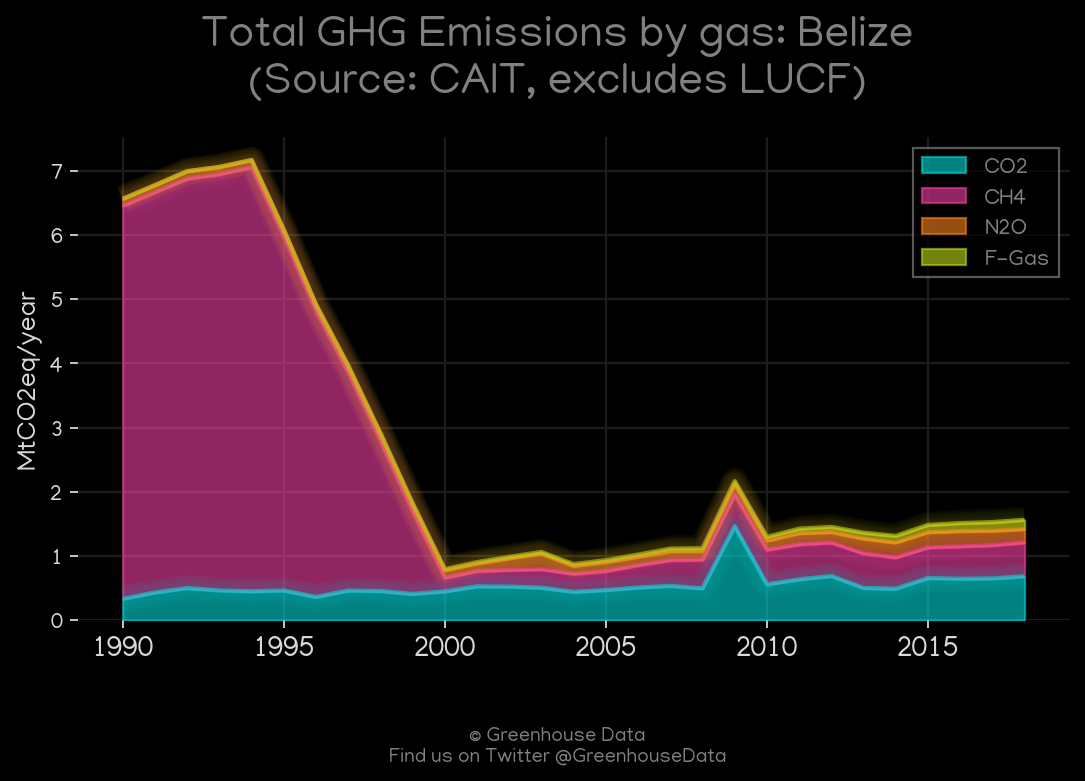 Total GHG Emissions by gas: Belize
(Source: CAIT, excludes LUCF)
MtCO2eq/year
7
6
5
4
3
2
1
0
1990 1995 2000 2005 2010 2015
CO2
CH4
N2O
F-Gas
© Greenhouse Data
Find us on Twitter @GreenhouseData